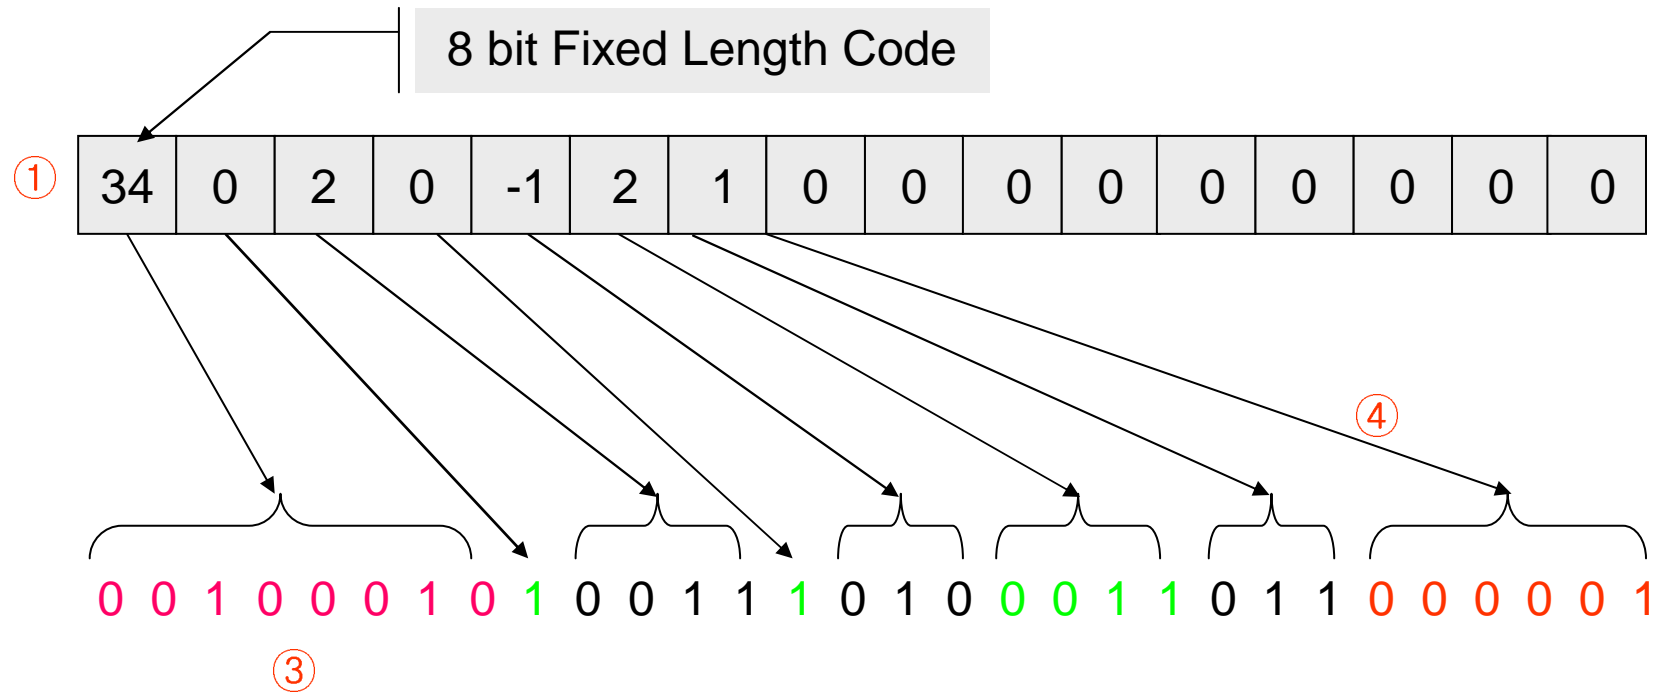 8 bit Fixed Length Code
① 34 0 2 0 -1 2 1 0 0 0 0 0 0 0 0 0
④
0 0 1 0 0 0 1 0 1 0 0 1 1 1 0 1 0 0 0 1 1 0 1 1 0 0 0 0 0 1
③